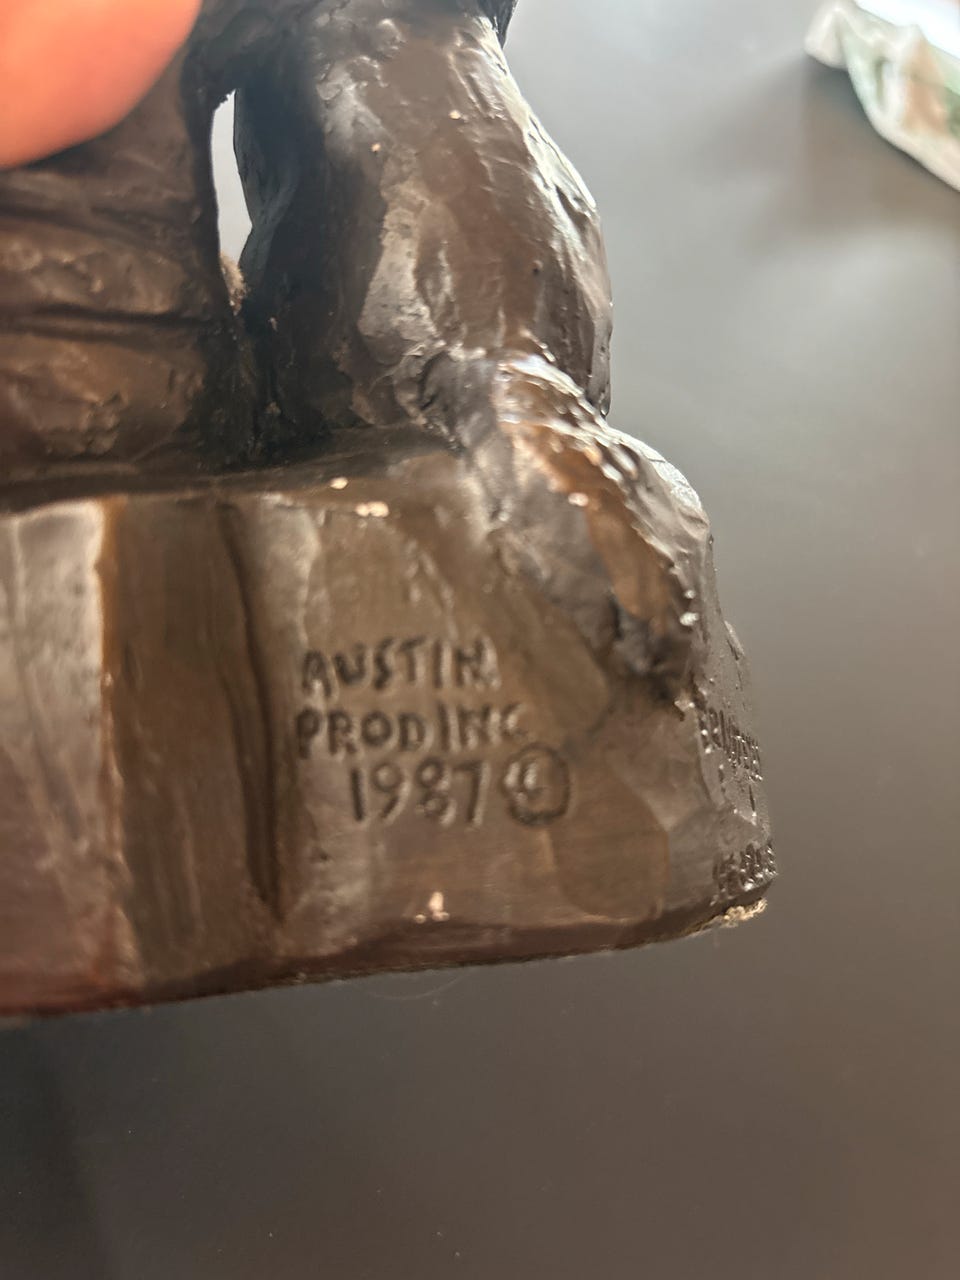 AUSTIN
PROD INC
1987 ©